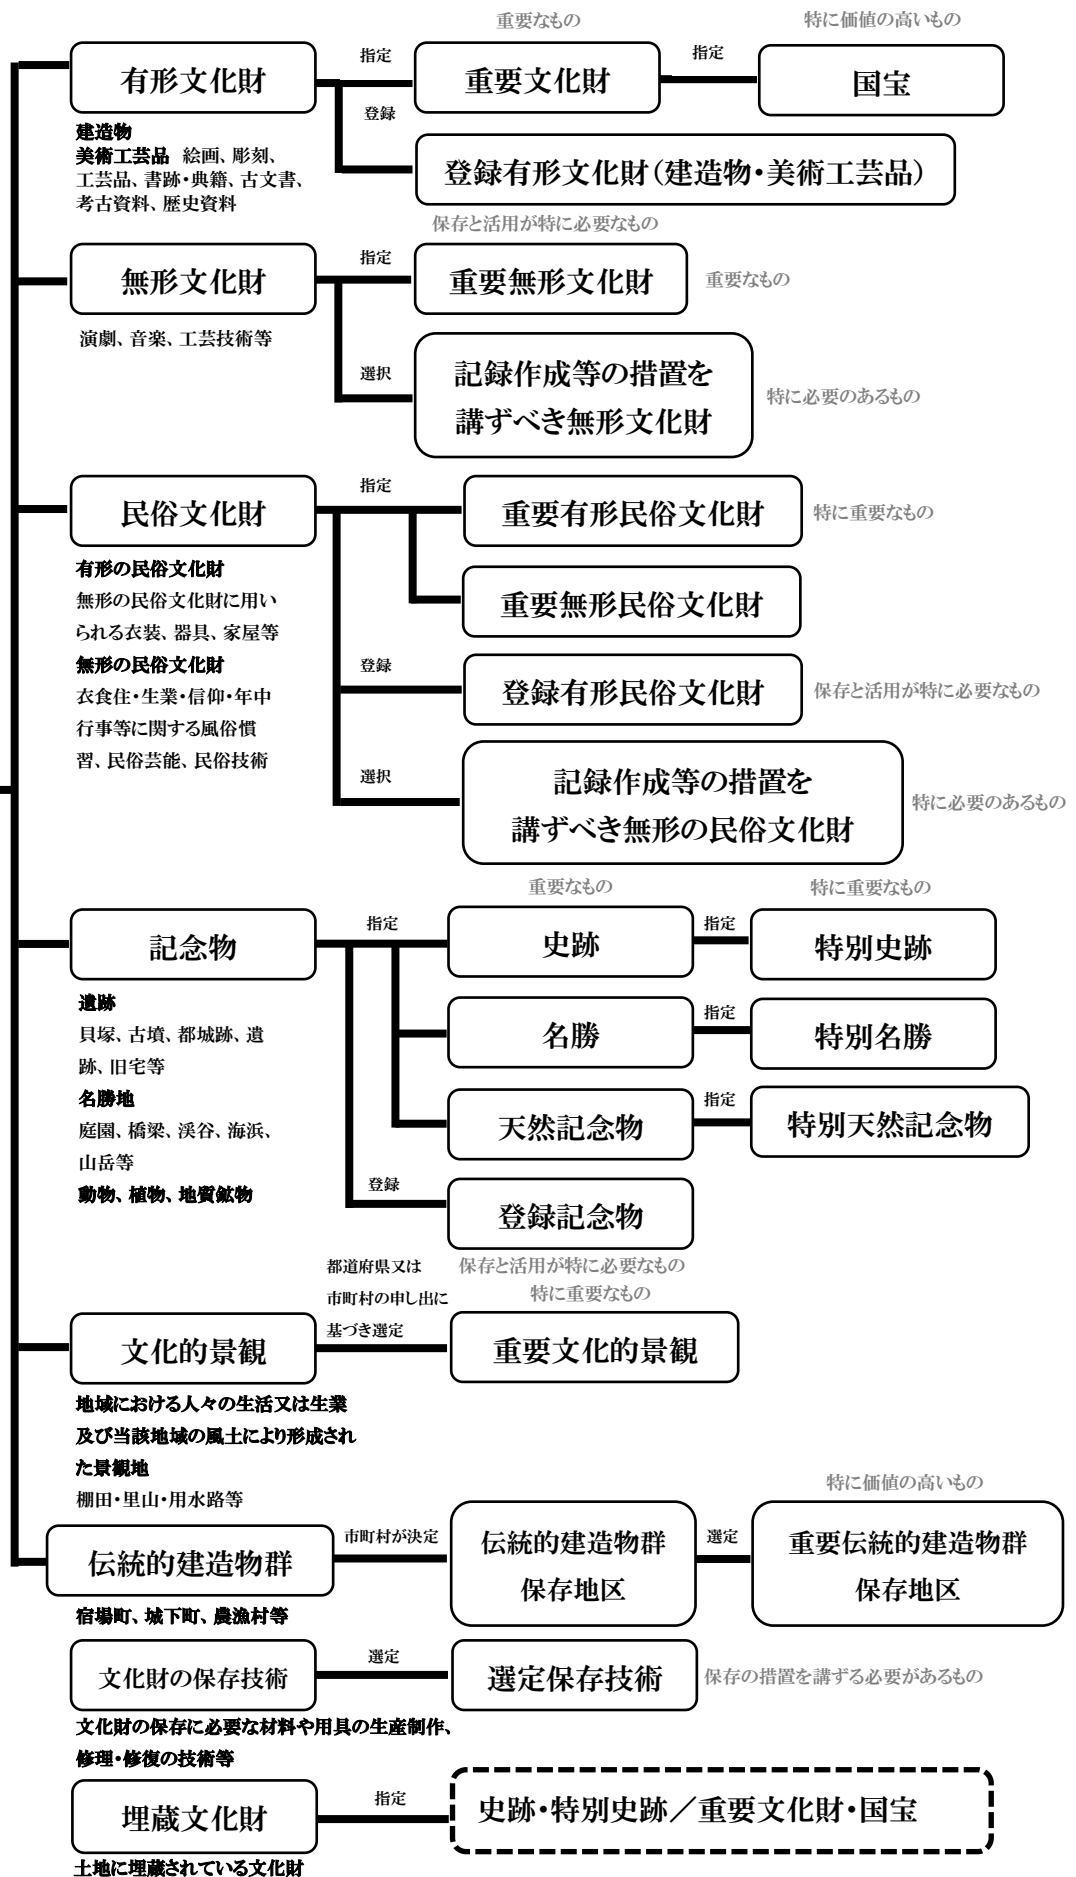 重要なもの
特に価値の高いもの
有形文化財
指定
重要文化財
指定
国宝
登録
登録有形文化財（建造物・美術工芸品）
建造物
美術工芸品 絵画、彫刻、
工芸品、書跡・典籍、古文書、
考古資料、歴史資料
保存と活用が特に必要なもの
無形文化財
指定
重要無形文化財
重要なもの
演劇、音楽、工芸技術等
選択
記録作成等の措置を
講ずべき無形文化財
特に必要のあるもの
民俗文化財
指定
重要有形民俗文化財
特に重要なもの
重要無形民俗文化財
有形の民俗文化財
無形の民俗文化財に用い
られる衣装、器具、家屋等
無形の民俗文化財
衣食住・生業・信仰・年中
行事等に関する風俗慣
習、民俗芸能、民俗技術
登録
登録有形民俗文化財
保存と活用が特に必要なもの
選択
記録作成等の措置を
講ずべき無形の民俗文化財
特に必要のあるもの
重要なもの
特に重要なもの
記念物
指定
史跡
指定
特別史跡
遺跡
貝塚、古墳、都城跡、遺
跡、旧宅等
名勝地
庭園、橋梁、渓谷、海浜、
山岳等
動物、植物、地質鉱物
名勝
指定
特別名勝
天然記念物
指定
特別天然記念物
登録
登録記念物
保存と活用が特に必要なもの
都道府県又は
市町村の申し出に
基づき選定
特に重要なもの
文化的景観
重要文化的景観
地域における人々の生活又は生業
及び当該地域の風土により形成され
た景観地
棚田・里山・用水路等
特に価値の高いもの
伝統的建造物群
市町村が決定
伝統的建造物群
保存地区
選定
重要伝統的建造物群
保存地区
宿場町、城下町、農漁村等
文化財の保存技術
選定
選定保存技術
保存の措置を講ずる必要があるもの
文化財の保存に必要な材料や用具の生産制作、
修理・修復の技術等
埋蔵文化財
指定
史跡・特別史跡／重要文化財・国宝
土地に埋蔵されている文化財